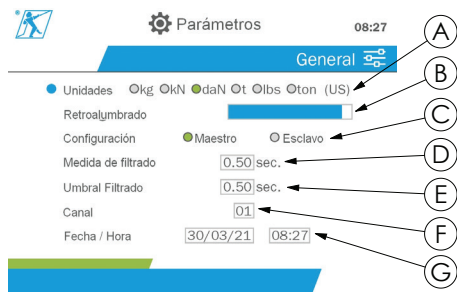 Parámetros 08:27
General
Unidades kg kN daN t lbs ton (US)
Retroalumbrado
Configuración Maestro Esclavo
Medida de filtrado 0.50 sec.
Umbral Filtrado 0.50 sec.
Canal 01
Fecha / Hora 30/03/21 08:27
A
B
C
D
E
F
G